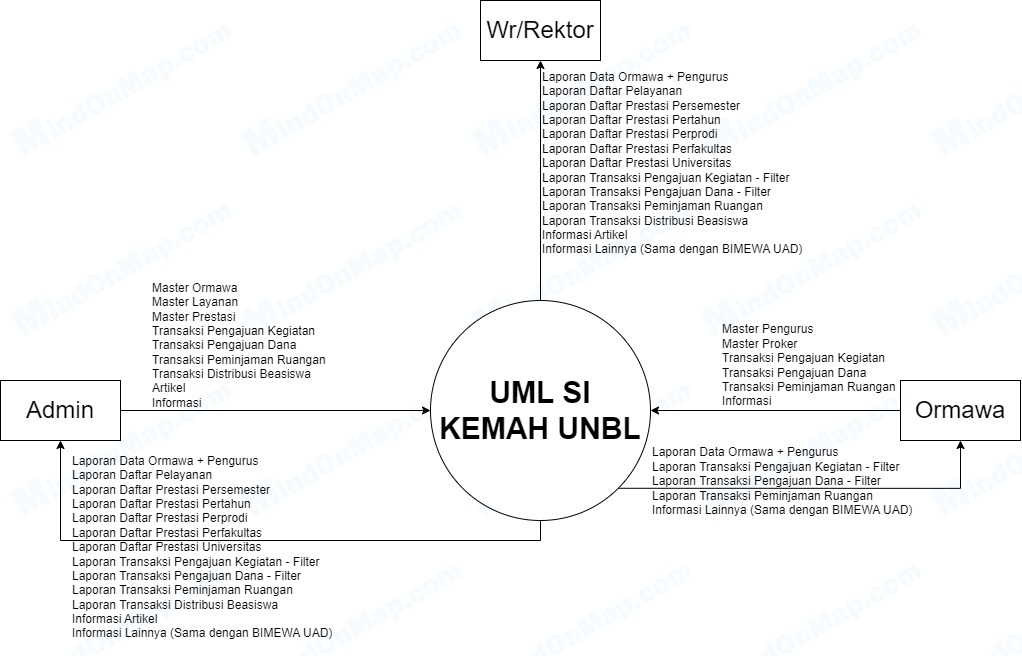 Wr/Rektor
Laporan Data Ormawa + Pengurus
Laporan Daftar Pelayanan
Laporan Daftar Prestasi Persemester
Laporan Daftar Prestasi Pertahun
Laporan Daftar Prestasi Perprodi
Laporan Daftar Prestasi Perfakultas
Laporan Daftar Prestasi Universitas
Laporan Transaksi Pengajuan Kegiatan - Filter
Laporan Transaksi Pengajuan Dana - Filter
Laporan Transaksi Peminjaman Ruangan
Laporan Transaksi Distribusi Beasiswa
Informasi Artikel
Informasi Lainnya (Sama dengan BIMEWA UAD)
Master Ormawa
Master Layanan
Master Prestasi
Transaksi Pengajuan Kegiatan
Transaksi Pengajuan Dana
Transaksi Peminjaman Ruangan
Transaksi Distribusi Beasiswa
Artikel
Informasi
Admin
UML SI
KEMAH UNBL
Master Pengurus
Master Proker
Transaksi Pengajuan Kegiatan
Transaksi Pengajuan Dana
Transaksi Peminjaman Ruangan
Informasi
Ormawa
Laporan Data Ormawa + Pengurus
Laporan Daftar Pelayanan
Laporan Daftar Prestasi Persemester
Laporan Daftar Prestasi Pertahun
Laporan Daftar Prestasi Perprodi
Laporan Daftar Prestasi Perfakultas
Laporan Daftar Prestasi Universitas
Laporan Transaksi Pengajuan Kegiatan - Filter
Laporan Transaksi Pengajuan Dana - Filter
Laporan Transaksi Peminjaman Ruangan
Laporan Transaksi Distribusi Beasiswa
Informasi Artikel
Informasi Lainnya (Sama dengan BIMEWA UAD)
Laporan Data Ormawa + Pengurus
Laporan Transaksi Pengajuan Kegiatan - Filter
Laporan Transaksi Pengajuan Dana - Filter
Laporan Transaksi Peminjaman Ruangan
Informasi Lainnya (Sama dengan BIMEWA UAD)
MindOnMap.com